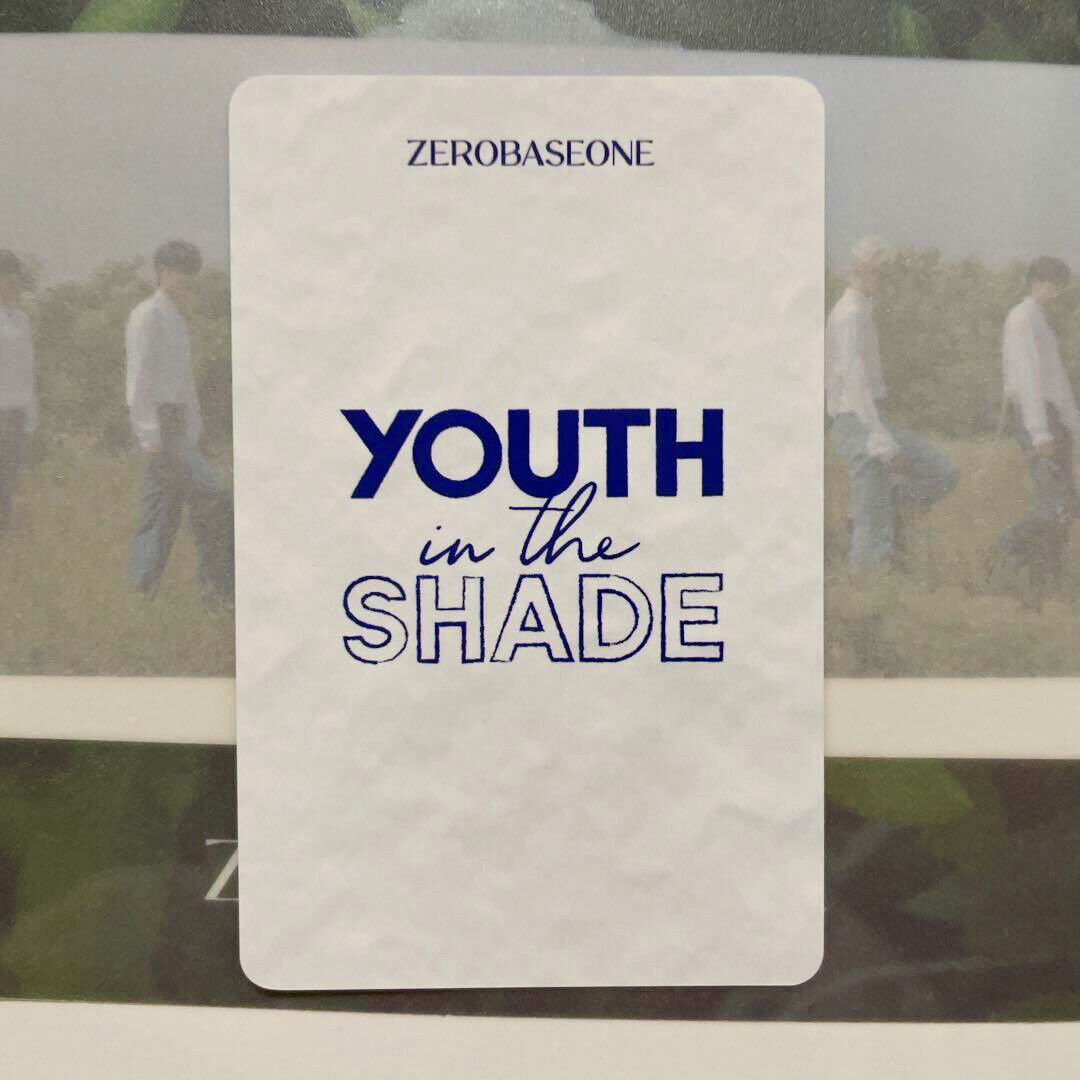 ZEROBASEONE
YOUTH
in the
SHADE
Z